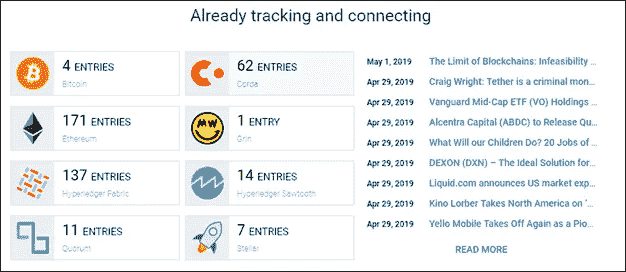 Already tracking and connecting
4 ENTRIES
Bitcoin
62 ENTRIES
Corda
171 ENTRIES
Ethereum
1 ENTRY
Grin
137 ENTRIES
Hyperledger Fabric
14 ENTRIES
Hyperledger Sawtooth
11 ENTRIES
Quorum
7 ENTRIES
Stellar
May 1, 2019 The Limit of Blockchains: Infeasibility ...
Apr 29, 2019 Craig Wright: Tether is a criminal mon...
Apr 29, 2019 Vanguard Mid-Cap ETF (VO) Holdings ...
Apr 29, 2019 Alcentra Capital (ABDC) to Release Qu...
Apr 29, 2019 What Will our Children Do? 20 Jobs of ...
Apr 29, 2019 DEXON (DXN) – The Ideal Solution for...
Apr 29, 2019 Liquid.com announces US market exp...
Apr 29, 2019 Kino Lorber Takes North America on '...
Apr 29, 2019 Yello Mobile Takes Off Again as a Pio...
READ MORE